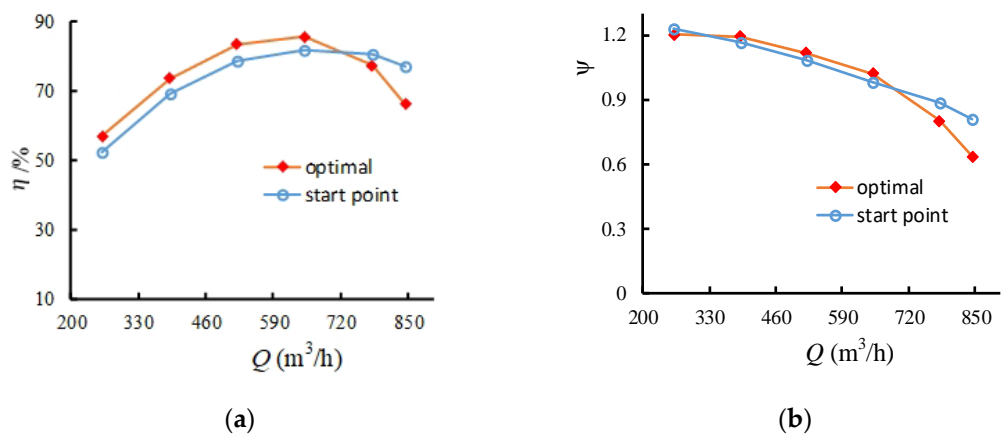 90
70
50
30
10
η /%
optimal
start point
200 330 460 590 720 850
Q (m³/h)
(a)
1.2
0.9
0.6
0.3
0
Ψ
optimal
start point
200 330 460 590 720 850
Q (m³/h)
(b)